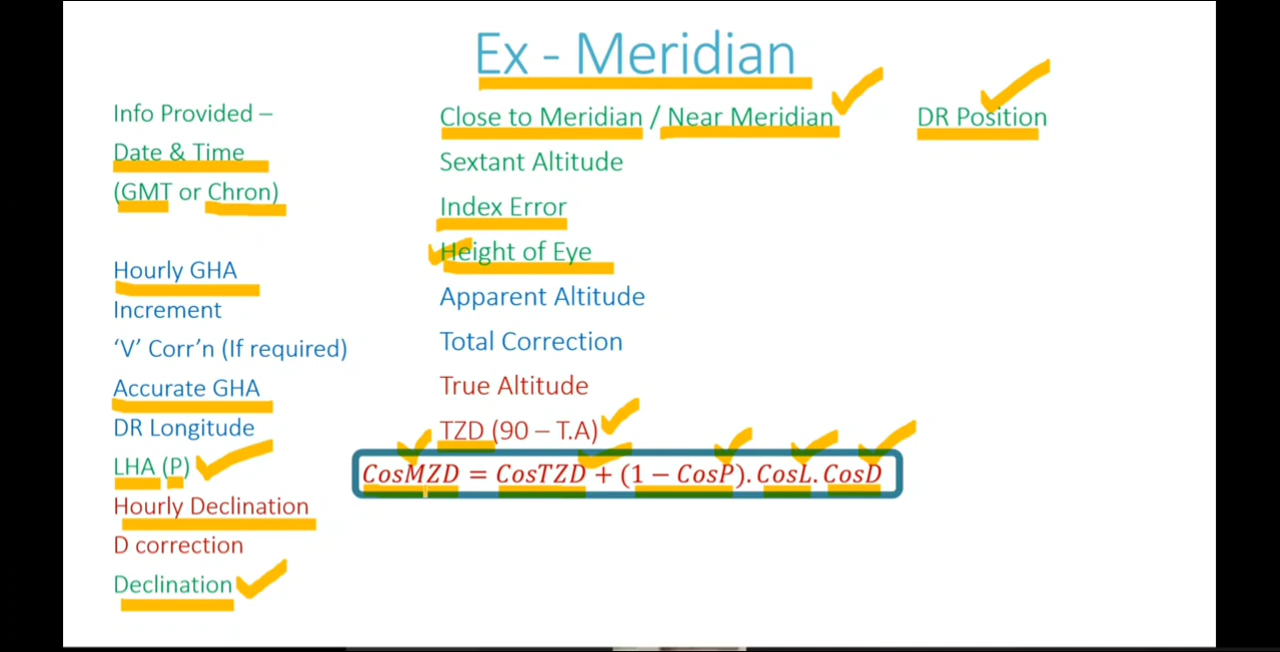 Ex - Meridian
Info Provided –
Date & Time
(GMT or Chron)
Hourly GHA
Increment
‘V’ Corr’n (If required)
Accurate GHA
DR Longitude
LHA (P)
Hourly Declination
D correction
Declination
Close to Meridian / Near Meridian
Sextant Altitude
Index Error
Height of Eye
Apparent Altitude
Total Correction
True Altitude
TZD (90 – T.A)
CosMZD = CosTZD + (1 − CosP). CosL. CosD
DR Position